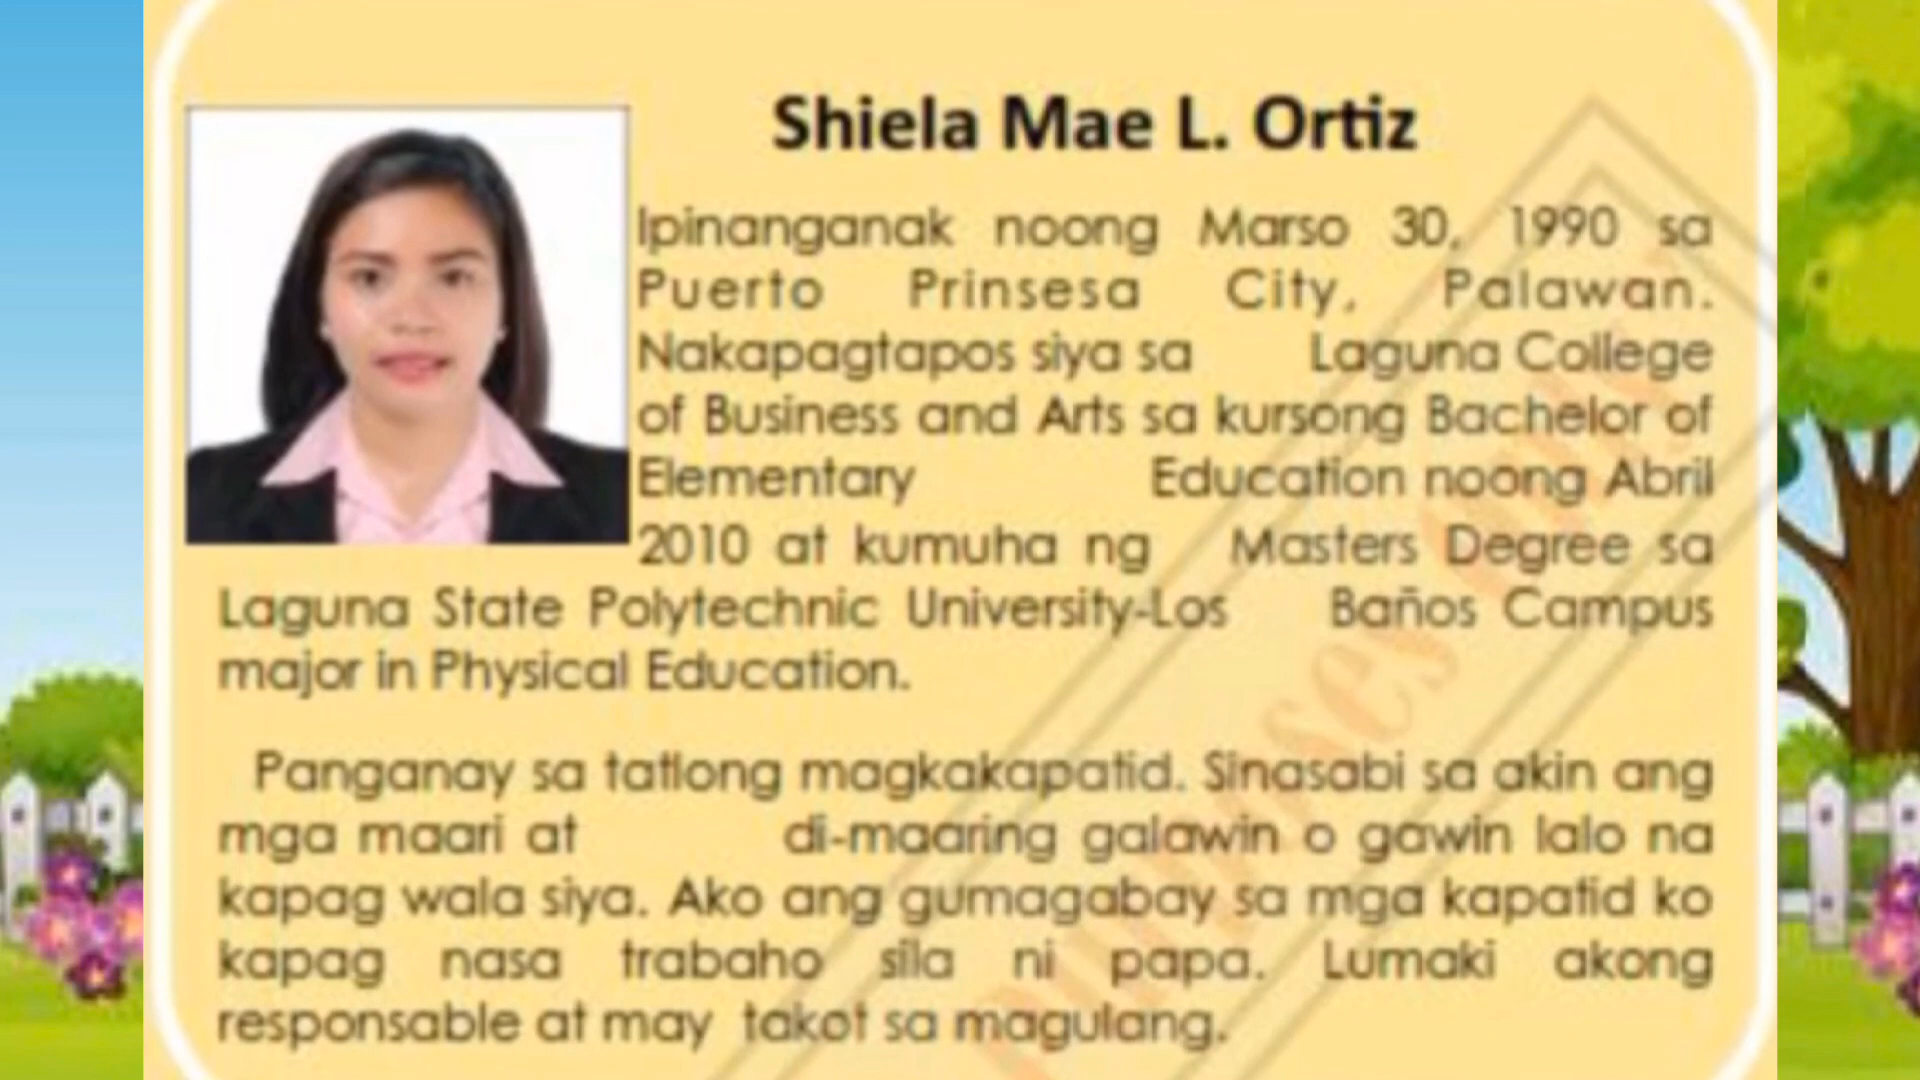 Shiela Mae L. Ortiz
Ipinanganak noong Marso 30, 1990 sa
Puerto Prinsesa City, Palawan.
Nakapagtapos siya sa Laguna College
of Business and Arts sa kursong Bachelor of
Elementary Education noong Abril
2010 at kumuha ng Masters Degree sa
Laguna State Polytechnic University-Los Baños Campus
major in Physical Education.
Panganay sa tatlong magkakapatid. Sinasabi sa akin ang
mga maari at di-maaring galawin o gawin lalo na
kapag wala siya. Ako ang gumagabay sa mga kapatid ko
kapag nasa trabaho sila ni papa. Lumaki akong
responsable at may takot sa magulang.